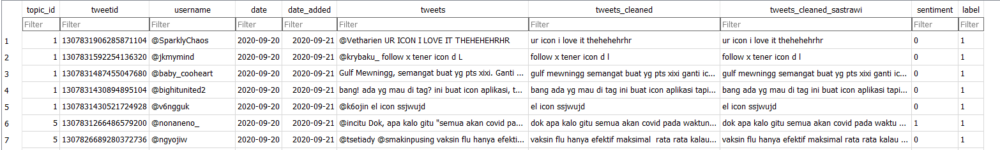 topic_id tweetid username date date_added tweets tweets_cleaned tweets_cleaned_sastrawi sentiment label
Filter Filter Filter Filter Filter Filter Filter Filter Filter Filter
1 1 1307831906285871104 @SparklyChaos 2020-09-20 2020-09-21 @Vetharien UR ICON I LOVE IT THEHEHEHRHR ur icon i love it thehehehrhr ur icon i love it thehehehrhr 0 1
2 1 1307831592254136320 @jkmymind 2020-09-20 2020-09-21 @krybaku_ follow x tener icon d L follow x tener icon d l follow x tener icon d l 0 1
3 1 1307831487455047680 @baby_cooheart 2020-09-20 2020-09-21 Gulf Mewningg, semangat buat yg pts xixi. Ganti ... gulf mewningg semangat buat yg pts xixi ganti ic... gulf mewningg semangat buat yg pts xixi ganti ic... 0 1
4 1 1307831430894895104 @bighitunited2 2020-09-20 2020-09-21 bang! ada yg mau di tag? ini buat icon aplikasi, t... bang ada yg mau di tag ini buat icon aplikasi tapi... bang ada yg mau di tag ini buat icon aplikasi tapi... 0 1
5 1 1307831430521724928 @v6ngguk 2020-09-20 2020-09-21 @k6ojin el icon ssjwujd el icon ssjwujd el icon ssjwujd 0 1
6 5 1307831266486579200 @nonaneno_ 2020-09-20 2020-09-21 @incitu Dok, apa kalo gitu "semua akan covid pa... dok apa kalo gitu semua akan covid pada waktun... dok apa kalo gitu semua akan covid pada waktu ... 1 1
7 5 1307826689280372736 @ngyojiw 2020-09-20 2020-09-21 @tsetiady @smakinpusing vaksin flu hanya efekti... vaksin flu hanya efektif maksimal  rata rata kalau... vaksin flu hanya efektif maksimal rata rata kalau ... 0 1